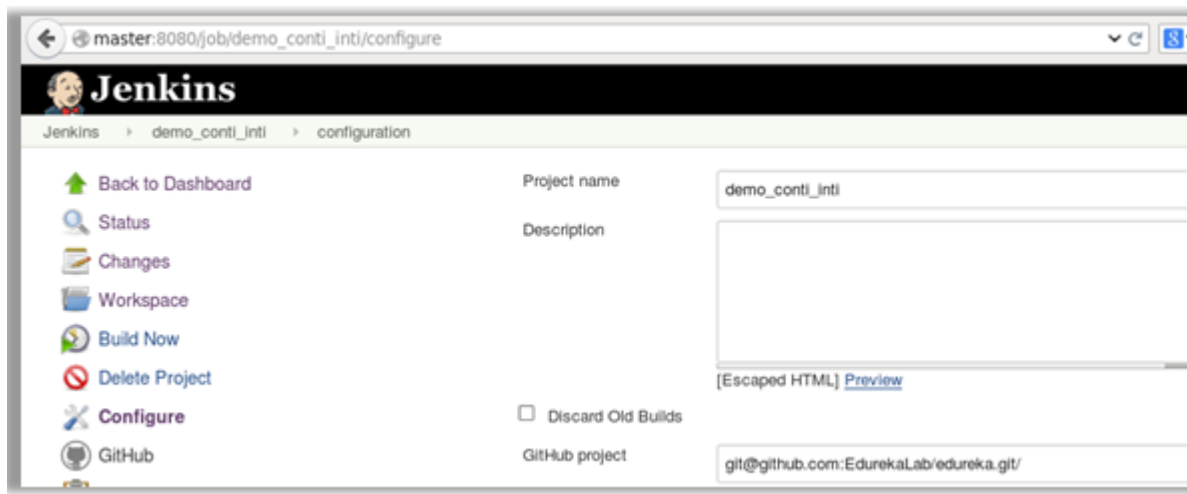 master:8080/job/demo_conti_inti/configure
8
Jenkins
Jenkins demo_conti_inti configuration
Back to Dashboard
Status
Changes
Workspace
Build Now
Delete Project
Configure
GitHub
Project name
demo_conti_inti
Description
[Escaped HTML] Preview
Discard Old Builds
GitHub project
git@github.com:EdurekaLab/edureka.git/